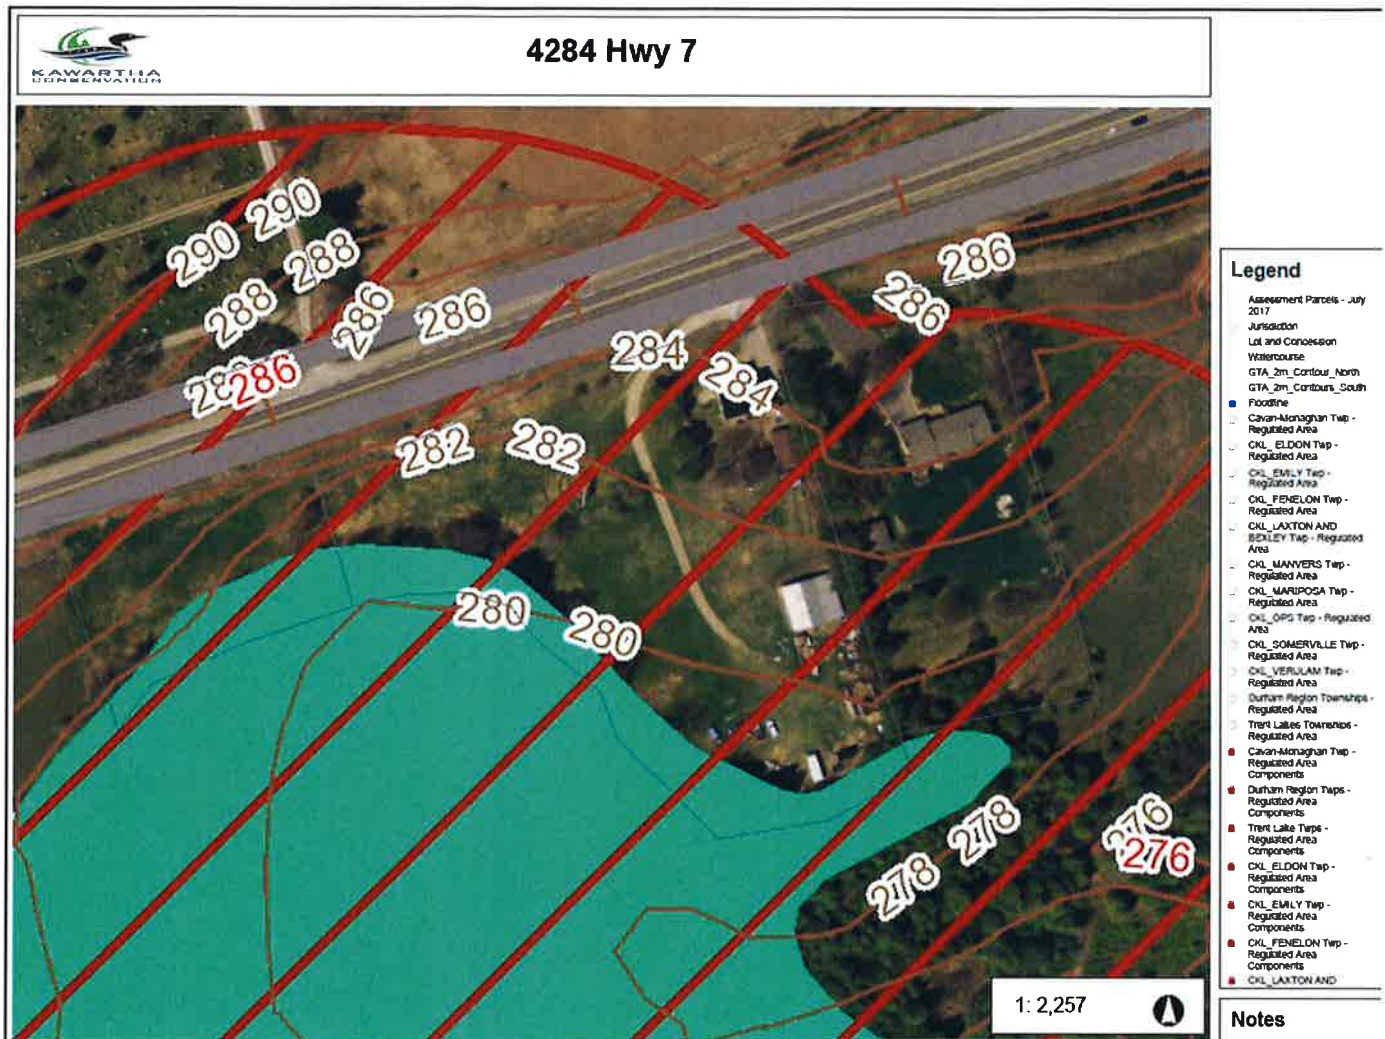 KAWARTHA
CONSERVATION
4284 Hwy 7
290
290
288
288
286
286
286
286
286
284
284
282
282
280
280
278
278
276
276
1: 2,257
Legend
Assessment Parcels - July
2017
Jurisdiction
Lot and Concession
Watercourse
GTA_2m_Contour_North
GTA_2m_Contours_South
Floodline
Cavan-Monaghan Twp -
Regulated Area
CKL_ ELDON Twp -
Regulated Area
CKL_EMILY Twp -
Regulated Area
CKL_FENELON Twp -
Regulated Area
CKL_LAXTON AND
BEXLEY Twp - Regulated
Area
CKL_MANVERS Twp -
Regulated Area
CKL_MARIPOSA Twp -
Regulated Area
CKL_OPS Twp - Regulated
Area
CKL_SOMERVILLE Twp -
Regulated Area
CKL_VERULAM Twp -
Regulated Area
Durham Region Townships -
Regulated Area
Trent Lakes Townships -
Regulated Area
Cavan-Monaghan Twp -
Regulated Area
Components
Durham Region Twps -
Regulated Area
Components
Trent Lake Twps -
Regulated Area
Components
CKL_ELDON Twp -
Regulated Area
Components
CKL_EMILY Twp -
Regulated Area
Components
CKL_FENELON Twp -
Regulated Area
Components
CKL_LAXTON AND
Notes